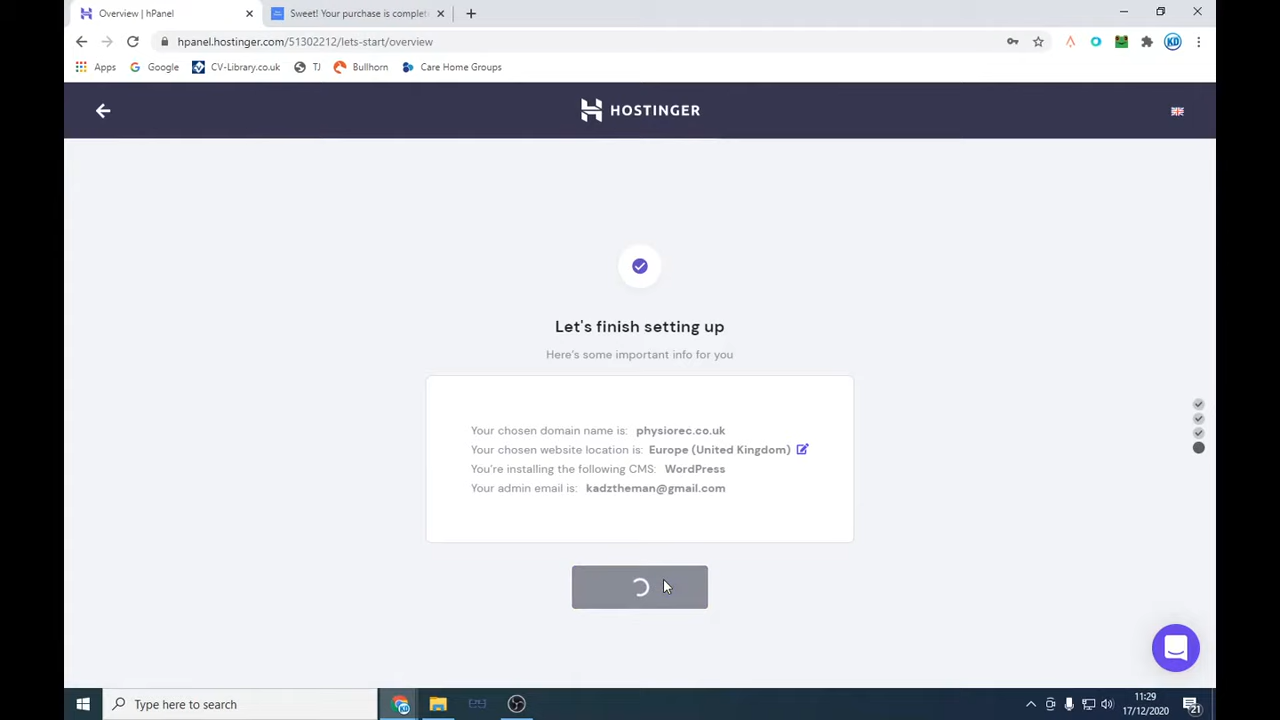 Overview | hPanel
Sweet! Your purchase is complet
hpanel.hostinger.com/51302212/lets-start/overview
KD
Apps
Google
CV-Library.co.uk
TJ
Bullhorn
Care Home Groups
HOSTINGER
Let's finish setting up
Here's some important info for you
Your chosen domain name is: physiorec.co.uk
Your chosen website location is: Europe (United Kingdom)
You're installing the following CMS: WordPress
Your admin email is: kadztheman@gmail.com
Type here to search
11:29
17/12/2020
21